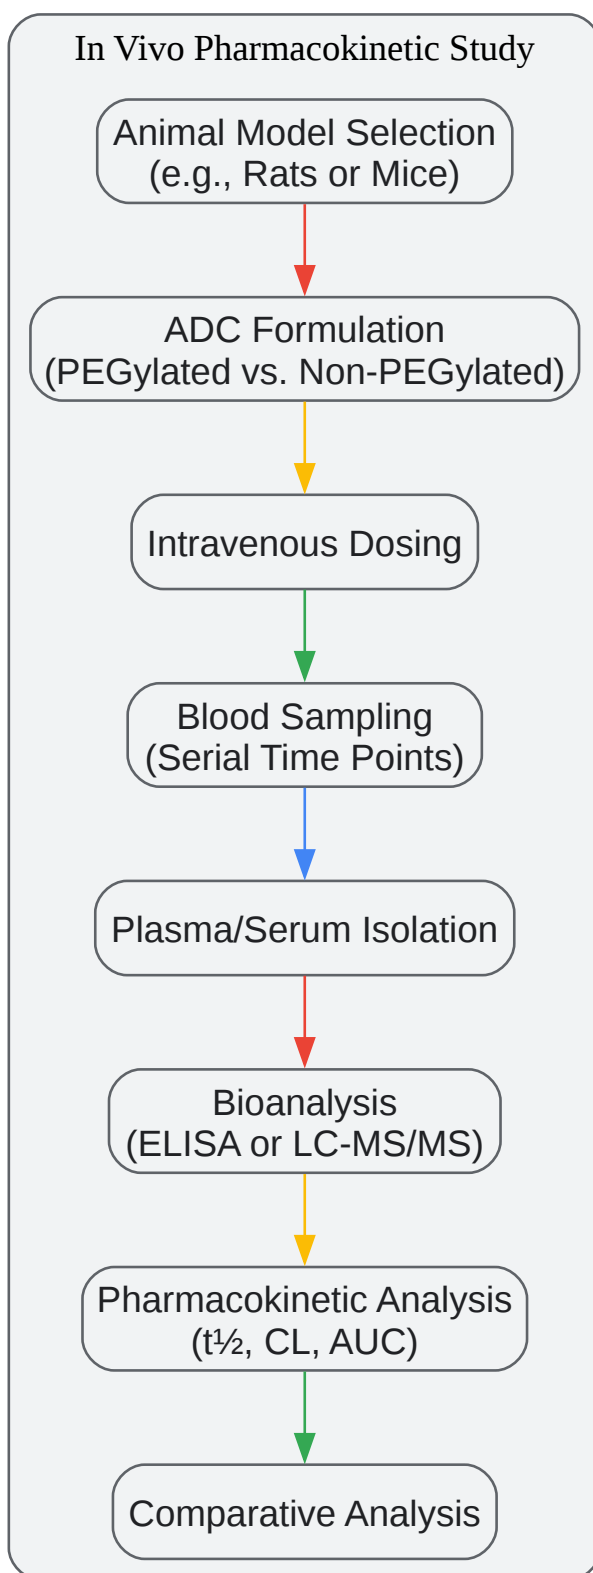 In Vivo Pharmacokinetic Study
Animal Model Selection
(e.g., Rats or Mice)
ADC Formulation
(PEGylated vs. Non-PEGylated)
Intravenous Dosing
Blood Sampling
(Serial Time Points)
Plasma/Serum Isolation
Bioanalysis
(ELISA or LC-MS/MS)
Pharmacokinetic Analysis
(t½, CL, AUC)
Comparative Analysis